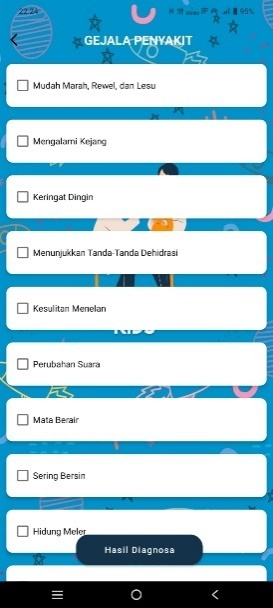 22.24
95%
GEJALA PENYAKIT
Mudah Marah, Rewel, dan Lesu
Mengalami Kejang
Keringat Dingin
Menunjukkan Tanda-Tanda Dehidrasi
Kesulitan Menelan
KIDS
Perubahan Suara
Mata Berair
Sering Bersin
Hidung Meler
Hasil Diagnosa